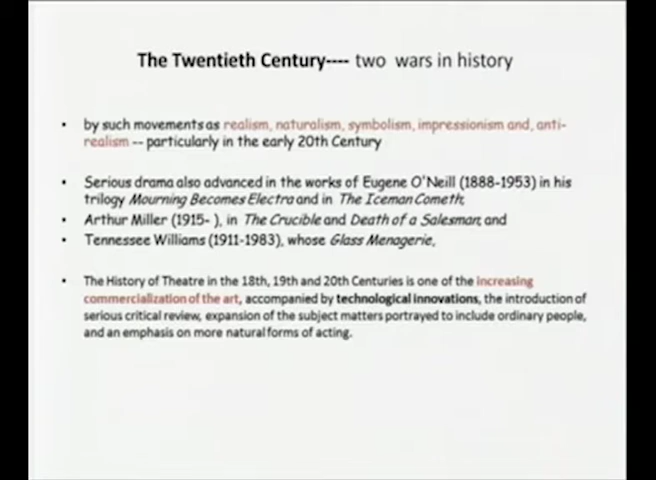 The Twentieth Century---- two wars in history
• by such movements as realism, naturalism, symbolism, impressionism and, anti-
realism -- particularly in the early 20th Century
• Serious drama also advanced in the works of Eugene O'Neill (1888-1953) in his
trilogy Mourning Becomes Electra and in The Iceman Cometh,
• Arthur Miller (1915- ), in The Crucible and Death of a Salesman, and
• Tennessee Williams (1911-1983), whose Glass Menagerie,
• The History of Theatre in the 18th, 19th and 20th Centuries is one of the increasing
commercialization of the art, accompanied by technological innovations, the introduction of
serious critical review, expansion of the subject matters portrayed to include ordinary people,
and an emphasis on more natural forms of acting.